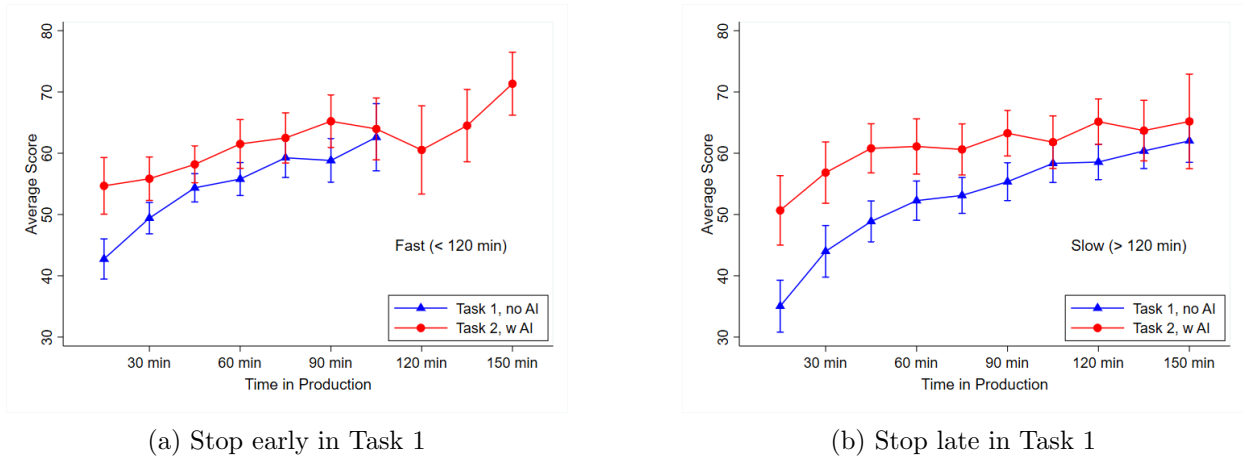 80
70
60
50
40
30
Average Score
Fast (< 120 min)
Task 1, no AI
Task 2, w AI
30 min 60 min 90 min 120 min 150 min
Time in Production
(a) Stop early in Task 1
80
70
60
50
40
30
Average Score
Slow (> 120 min)
Task 1, no AI
Task 2, w AI
30 min 60 min 90 min 120 min 150 min
Time in Production
(b) Stop late in Task 1